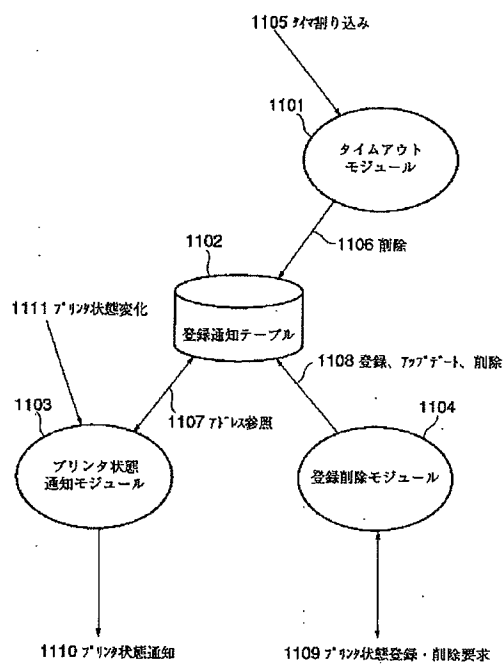 1105 ﾀｲﾏ割り込み
1101
タイムアウト
モジュール
1106 削除
1102
登録通知テーブル
1111 ﾌﾟﾘﾝﾀ状態変化
1108 登録、ｱｯﾌﾟﾃﾞｰﾄ、削除
1107 ｱﾄﾞﾚｽ参照
1103
1104
プリンタ状態
通知モジュール
登録削除モジュール
1110 ﾌﾟﾘﾝﾀ状態通知
1109 ﾌﾟﾘﾝﾀ状態登録・削除要求